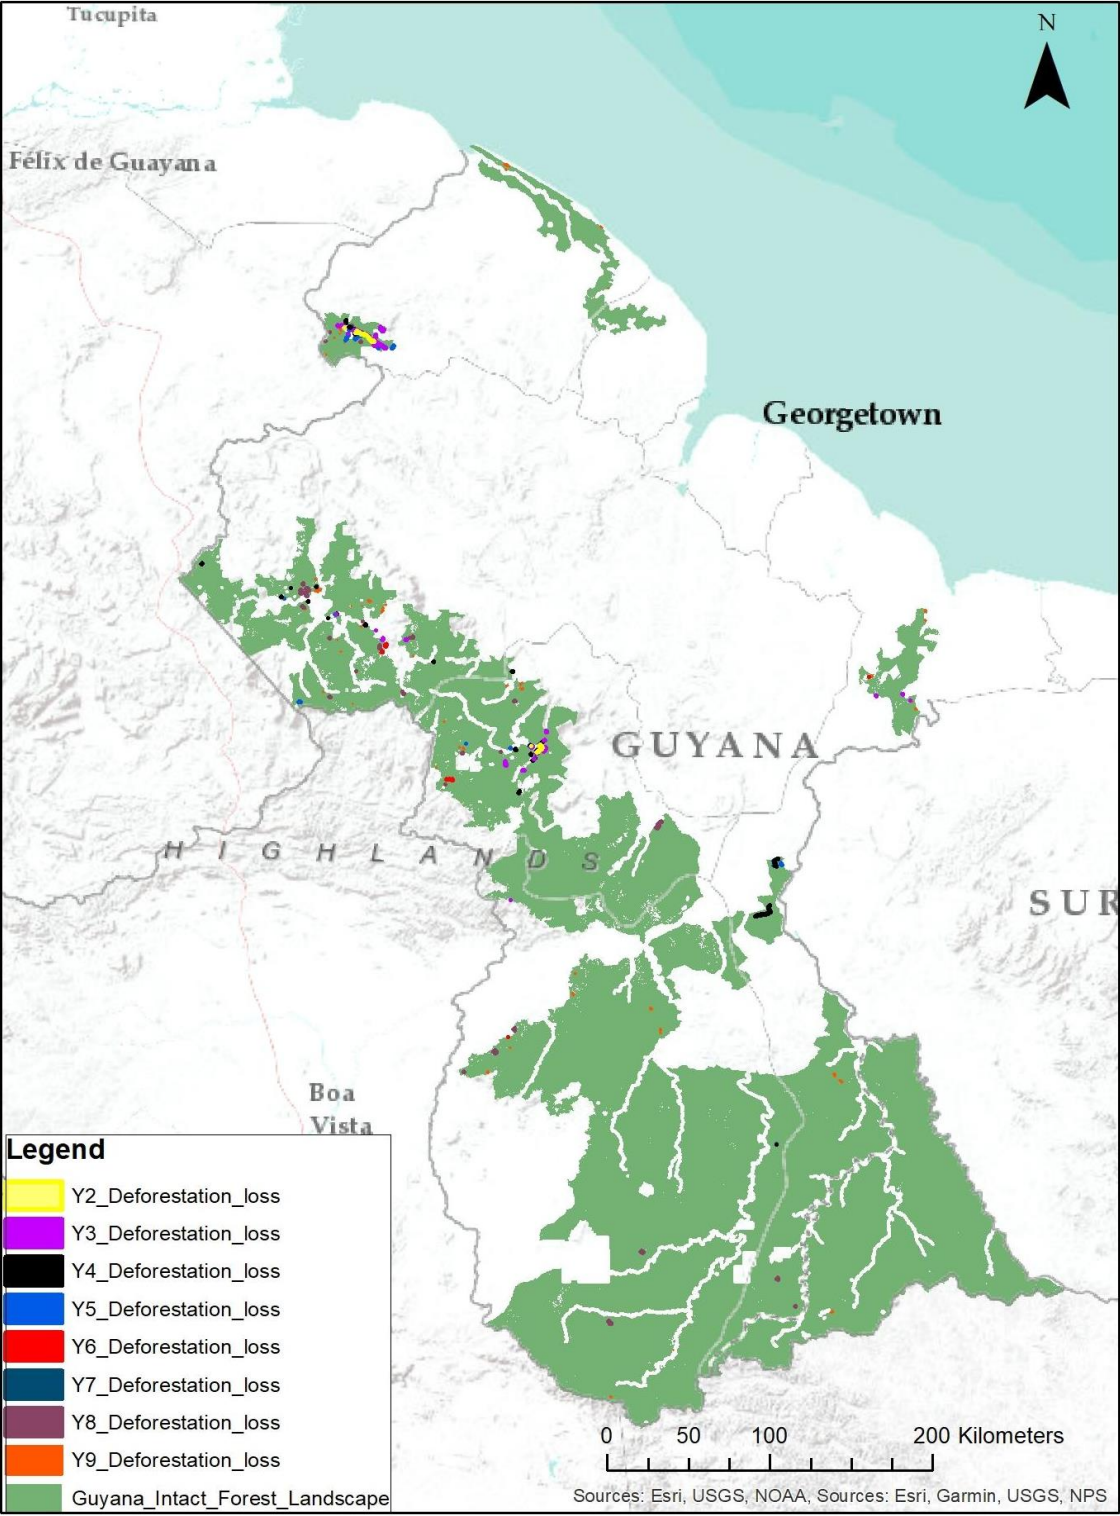 Tucupita
N
Félix de Guayana
Georgetown
GUYANA
HIGHLANDS
SUR
Boa
Vista
Legend
Y2_Deforestation_loss
Y3_Deforestation_loss
Y4_Deforestation_loss
Y5_Deforestation_loss
Y6_Deforestation_loss
Y7_Deforestation_loss
Y8_Deforestation_loss
Y9_Deforestation_loss
Guyana_Intact_Forest_Landscape
0 50 100 200 Kilometers
Sources: Esri, USGS, NOAA, Sources: Esri, Garmin, USGS, NPS